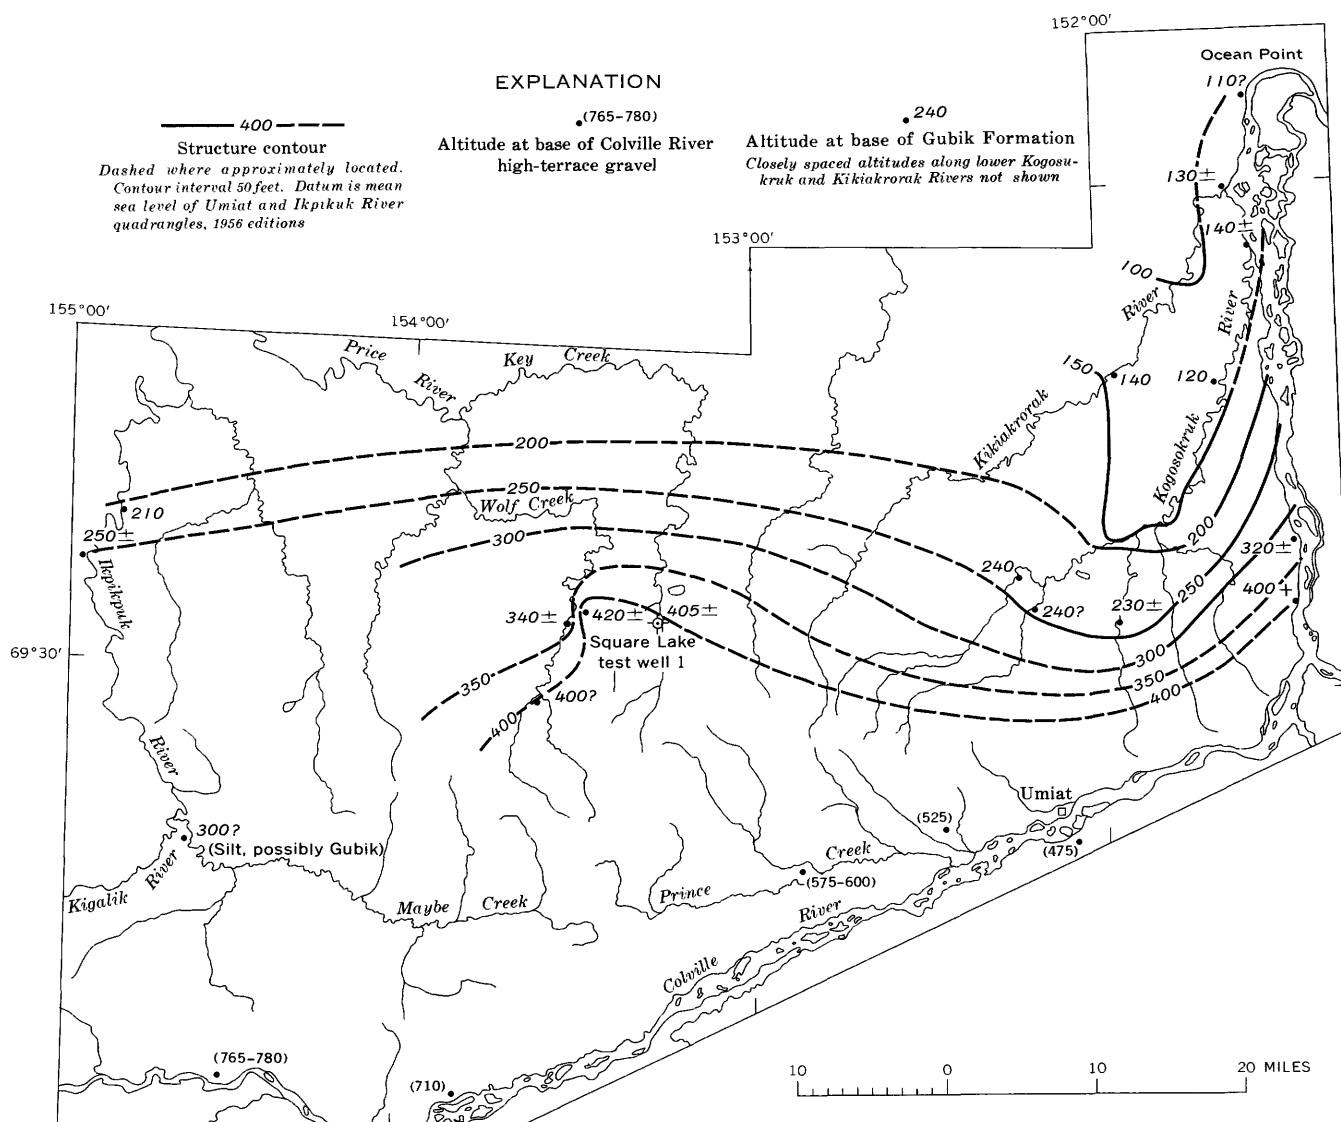 152°00'
Ocean Point
EXPLANATION
110?
400
(765-780)
240
Structure contour
Altitude at base of Colville River
high-terrace gravel
Altitude at base of Gubik Formation
Dashed where approximately located.
Contour interval 50 feet. Datum is mean
sea level of Umiat and Ikpikuk River
quadrangles, 1956 editions
Closely spaced altitudes along lower Kogosu-
kruk and Kikiakrorak Rivers not shown
130±
140±
153°00'
100
River
River
155°00'
154°00'
Price
River
Key Creek
150
140
120
Kikiakrorak
Kogosokruk
200
250
Wolf Creek
210
250±
300
200
320±
Ikpikpuk
240
240?
230±
250
400+
340±
420±
405±
Square Lake
test well 1
69°30'
300
350
350
400
400?
400
River
Umiat
(525)
300?
(Silt, possibly Gubik)
River
(475)
Creek
(575-600)
Prince
Kigalik
Maybe Creek
River
Colville
(765-780)
(710)
10 0 10 20 MILES